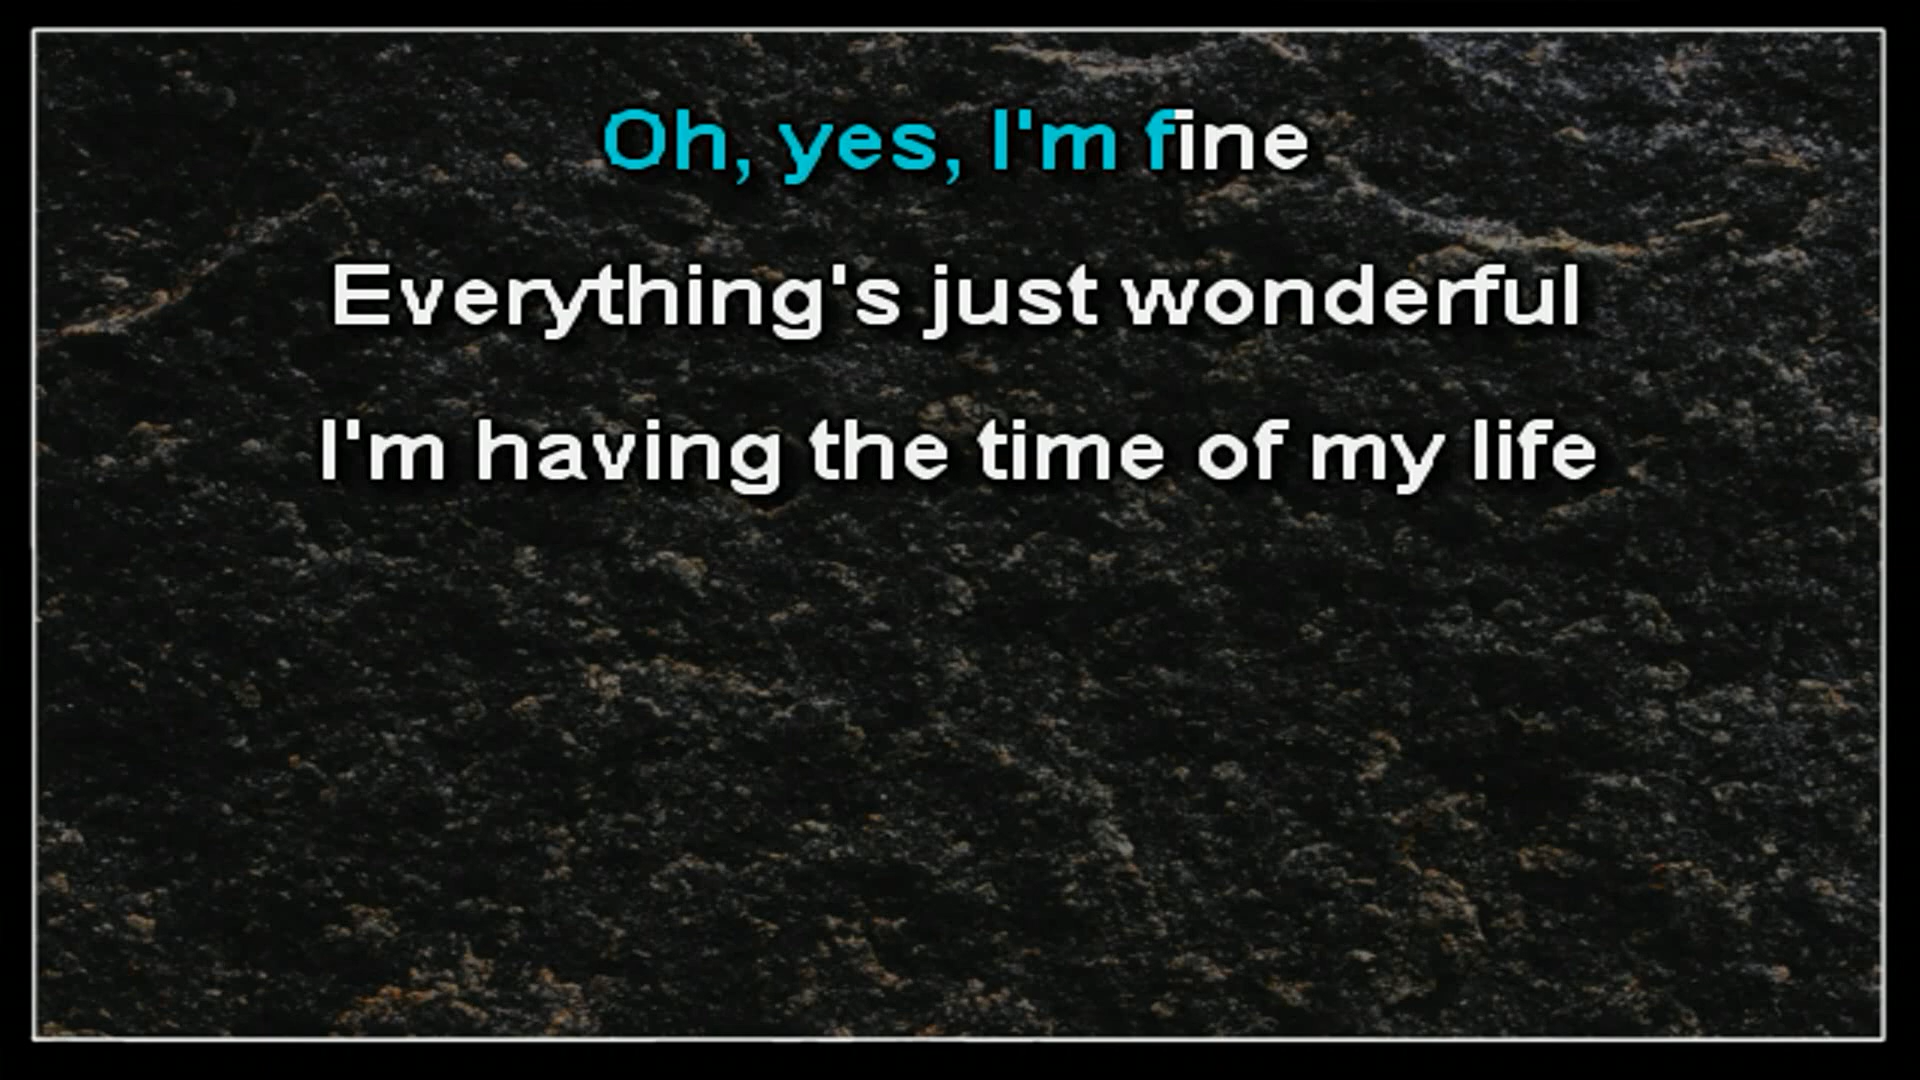 Oh, yes, I'm fine
Everything's just wonderful
I'm having the time of my life